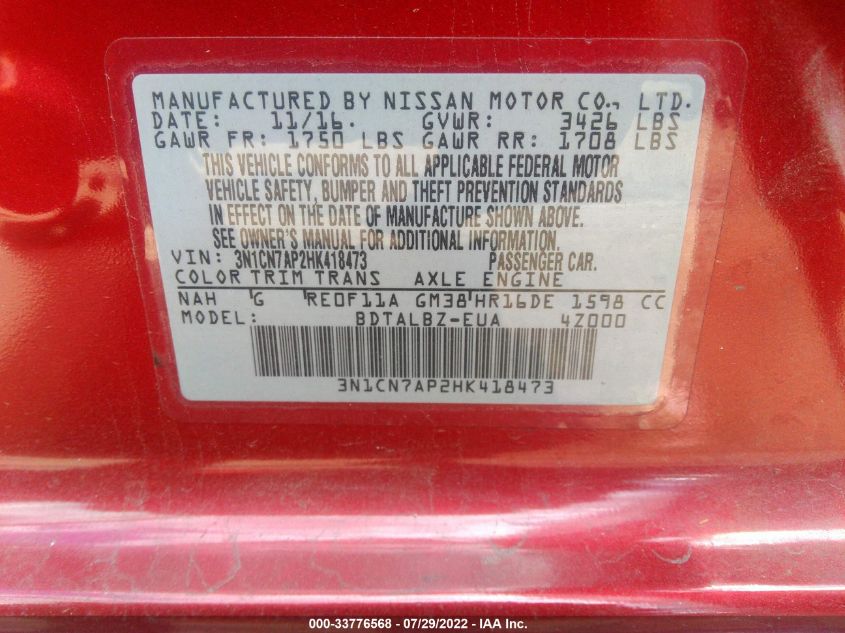 MANUFACTURED BY NISSAN MOTOR CO., LTD.
DATE: 11/16. GVWR: 3426 LBS
GAWR FR: 1750 LBS GAWR RR: 1708 LBS
THIS VEHICLE CONFORMS TO ALL APPLICABLE FEDERAL MOTOR
VEHICLE SAFETY, BUMPER AND THEFT PREVENTION STANDARDS
IN EFFECT ON THE DATE OF MANUFACTURE SHOWN ABOVE.
SEE OWNER'S MANUAL FOR ADDITIONAL INFORMATION.
VIN: 3N1CN7AP2HK418473 PASSENGER CAR.
COLOR TRIM TRANS AXLE ENGINE
NAH G RE0F11A GM38 HR16DE 1598 CC
MODEL: BDTALBZ-EUA 4Z000
3N1CN7AP2HK418473
000-33776568 | 07/29/2022 - IAA Inc.